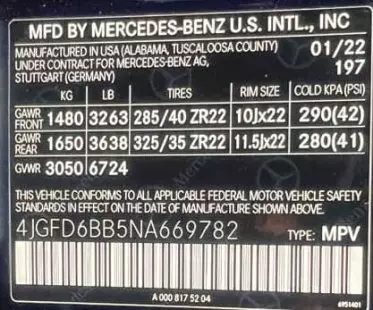 MFD BY MERCEDES-BENZ U.S. INTL., INC
MANUFACTURED IN USA (ALABAMA, TUSCALOOSA COUNTY) 01/22
UNDER CONTRACT FOR MERCEDES-BENZ AG, 197
STUTTGART (GERMANY)
KG LB TIRES RIM SIZE COLD KPA (PSI)
GAWR FRONT 1480 3263 285/40 ZR22 10Jx22 290(42)
GAWR REAR 1650 3638 325/35 ZR22 11.5Jx22 280(41)
GVWR 3050 6724
THIS VEHICLE CONFORMS TO ALL APPLICABLE FEDERAL MOTOR VEHICLE SAFETY
STANDARDS IN EFFECT ON THE DATE OF MANUFACTURE SHOWN ABOVE.
4JGFD6BB5NA669782 TYPE: MPV
A 000 817 52 04
6951401